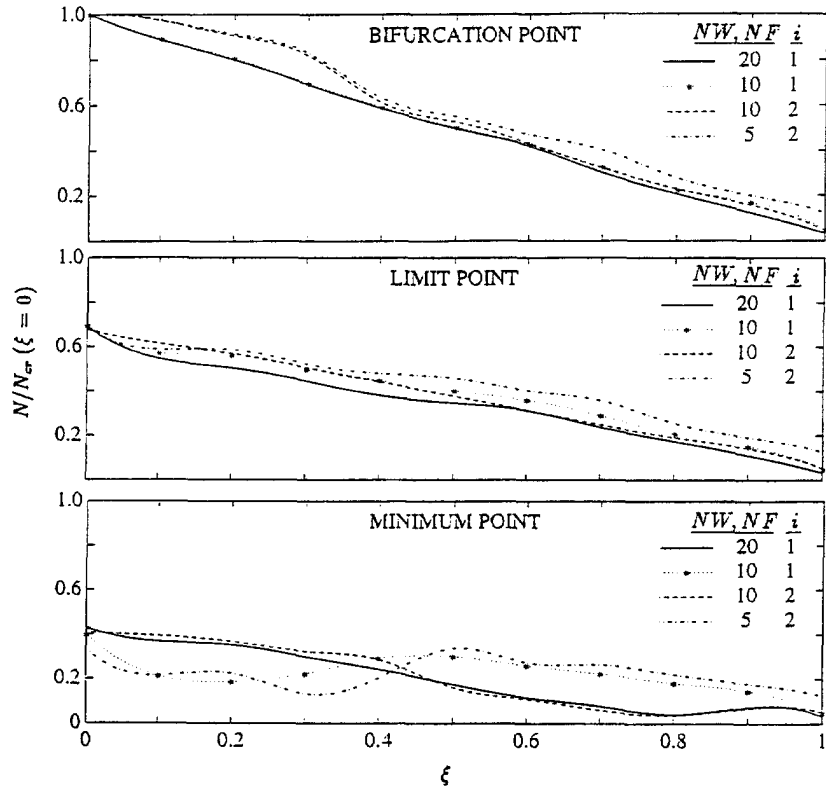 1.0
0.6
0.2
BIFURCATION POINT
NW, NF i
20 1
10 1
10 2
5 2
1.0
0.6
0.2
LIMIT POINT
NW, NF i
20 1
10 1
10 2
5 2
N/N_cr (ξ = 0)
1.0
0.6
0.2
0
MINIMUM POINT
NW, NF i
20 1
10 1
10 2
5 2
0 0.2 0.4 0.6 0.8 1
ξ